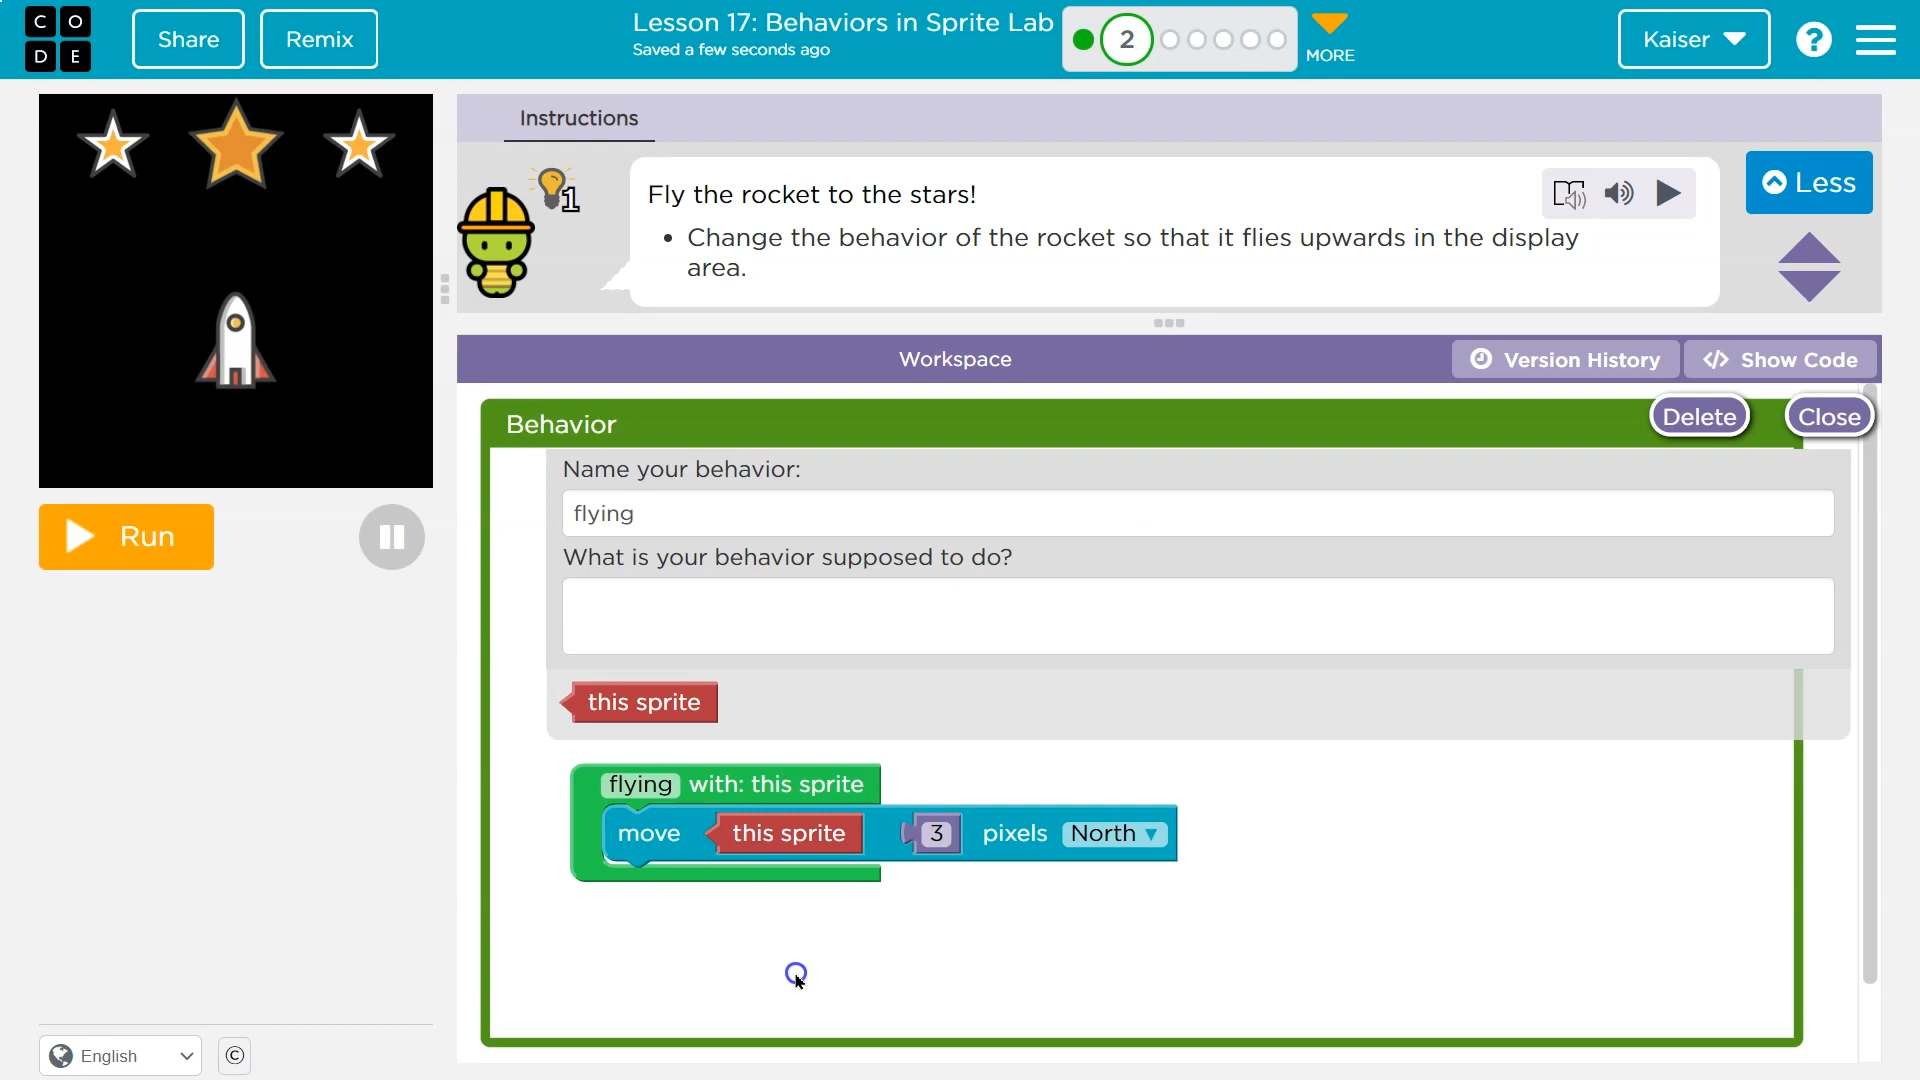 C O
D E
Share
Remix
Lesson 17: Behaviors in Sprite Lab
Saved a few seconds ago
2
MORE
Kaiser
?
Instructions
1
Fly the rocket to the stars!
• Change the behavior of the rocket so that it flies upwards in the display
area.
Less
Workspace
Version History
</> Show Code
Behavior
Delete
Close
Name your behavior:
flying
What is your behavior supposed to do?
this sprite
flying with: this sprite
move this sprite 3 pixels North ▼
Run
English
©